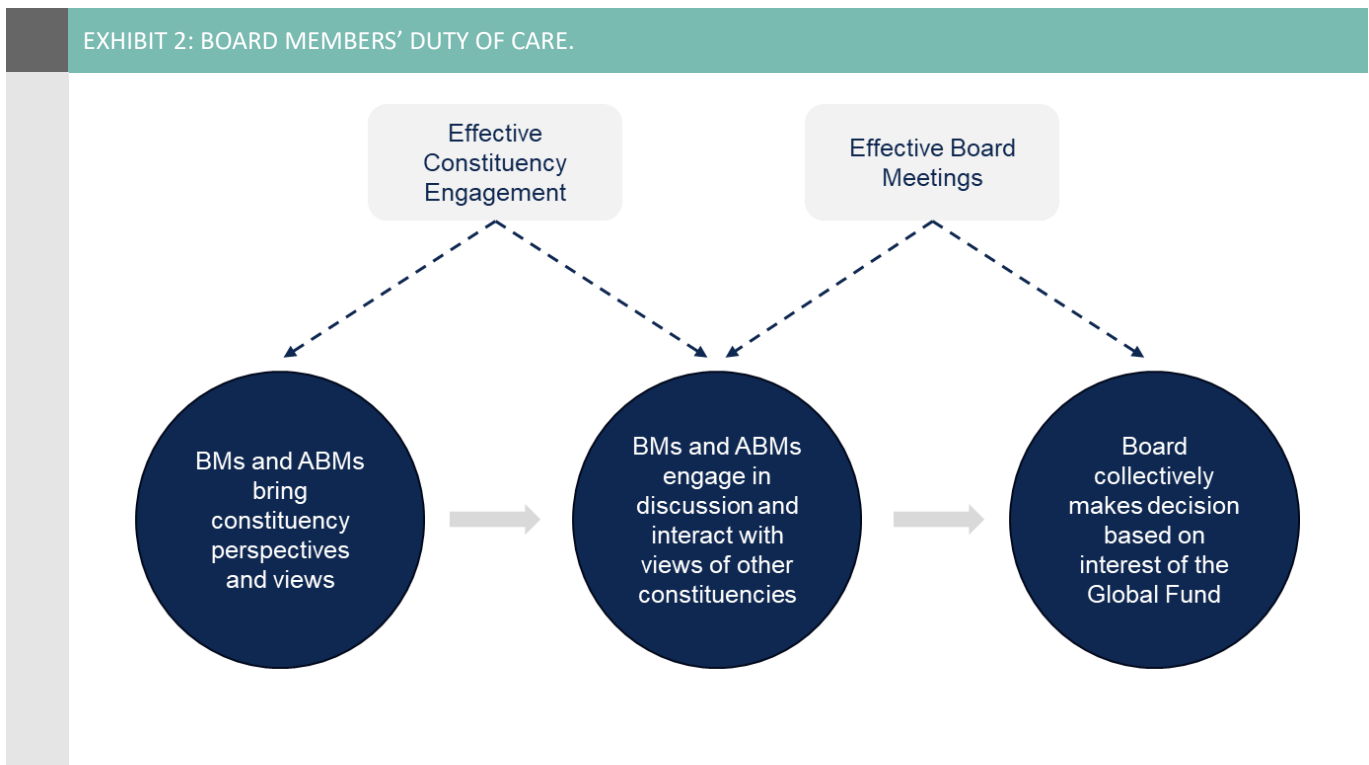 EXHIBIT 2: BOARD MEMBERS’ DUTY OF CARE.
Effective
Constituency
Engagement
Effective Board
Meetings
BMs and ABMs
bring
constituency
perspectives
and views
BMs and ABMs
engage in
discussion and
interact with
views of other
constituencies
Board
collectively
makes decision
based on
interest of the
Global Fund